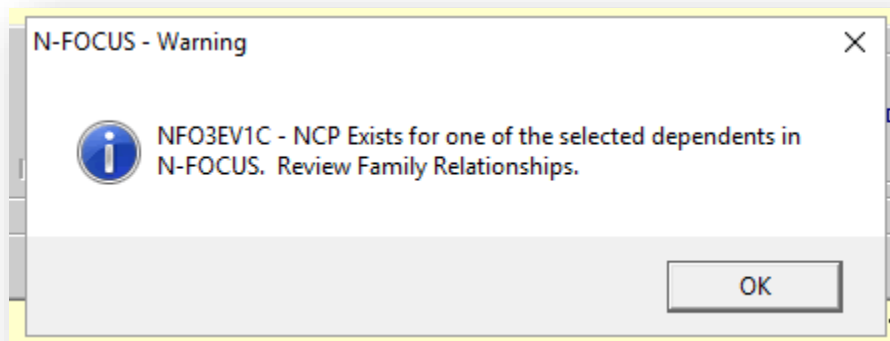 N-FOCUS - Warning
NFO3EV1C - NCP Exists for one of the selected dependents in
N-FOCUS.  Review Family Relationships.
OK